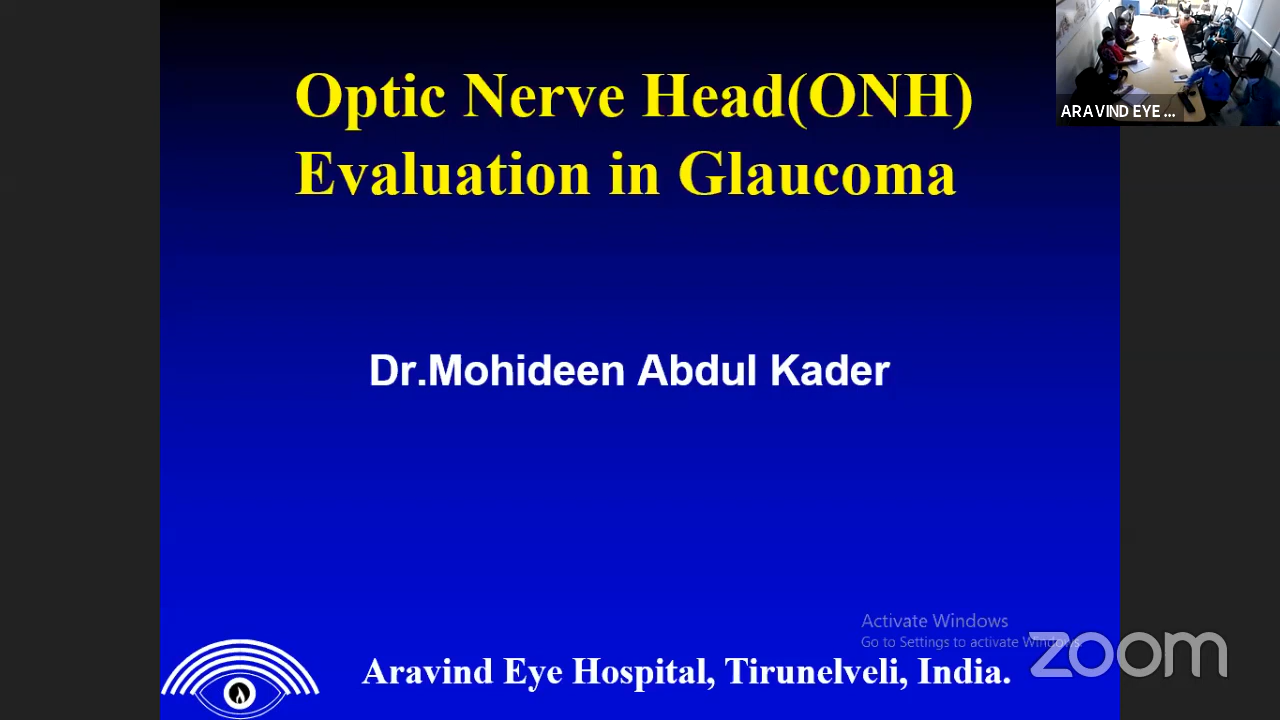 Optic Nerve Head(ONH)
Evaluation in Glaucoma
ARAVIND EYE ...
Dr.Mohideen Abdul Kader
Activate Windows
Go to Settings to activate Windows.
zoom
Aravind Eye Hospital, Tirunelveli, India.